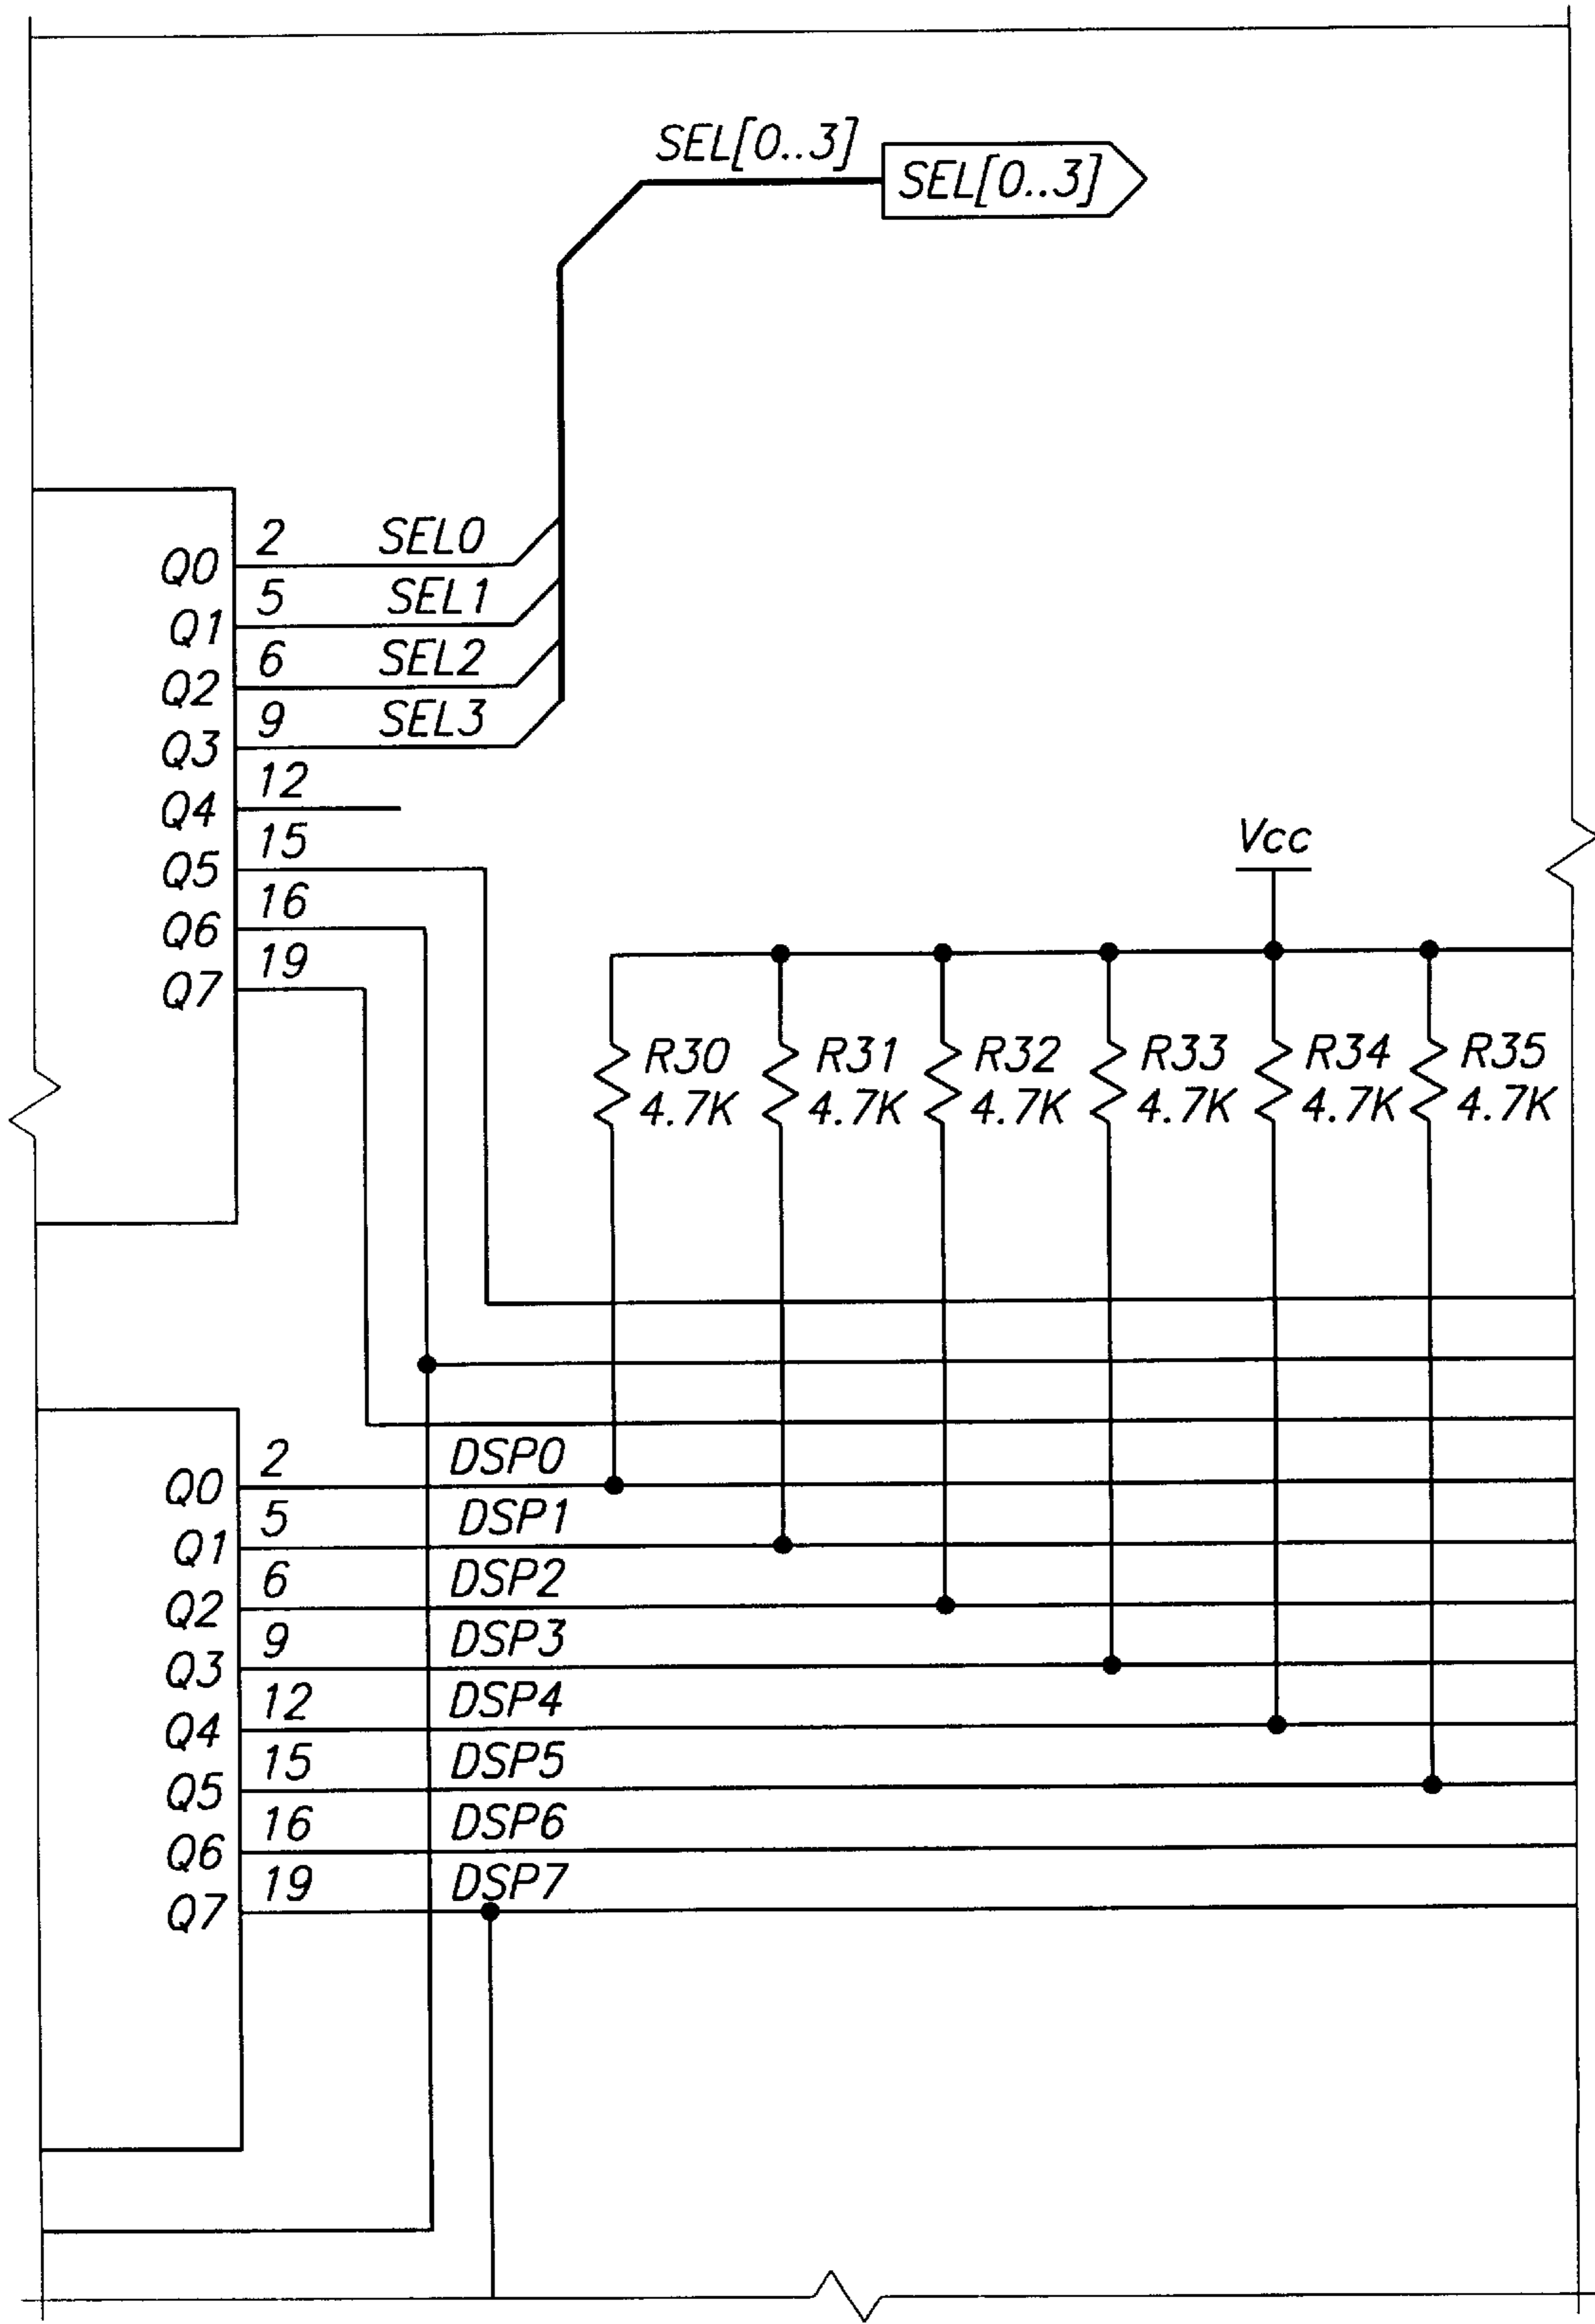 SEL[0..3]
SEL[0..3]
Q0 2 SEL0
Q1 5 SEL1
Q2 6 SEL2
Q3 9 SEL3
Q4 12
Q5 15
Q6 16
Q7 19
Vcc
R30 R31 R32 R33 R34 R35
4.7K 4.7K 4.7K 4.7K 4.7K 4.7K
Q0 2 DSP0
Q1 5 DSP1
Q2 6 DSP2
Q3 9 DSP3
Q4 12 DSP4
Q5 15 DSP5
Q6 16 DSP6
Q7 19 DSP7